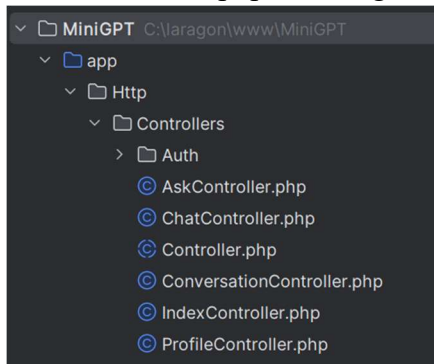 MiniGPT C:\laragon\www\MiniGPT
app
Http
Controllers
Auth
AskController.php
ChatController.php
Controller.php
ConversationController.php
IndexController.php
ProfileController.php